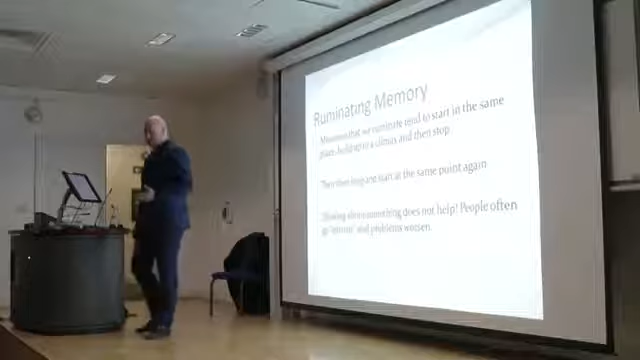 Ruminating Memory
Memories that we ruminate tend to start in the same
place, build up to a climax and then stop
They then loop and start at the same point again
Thinking about something does not help! People often
go and problems worsen.